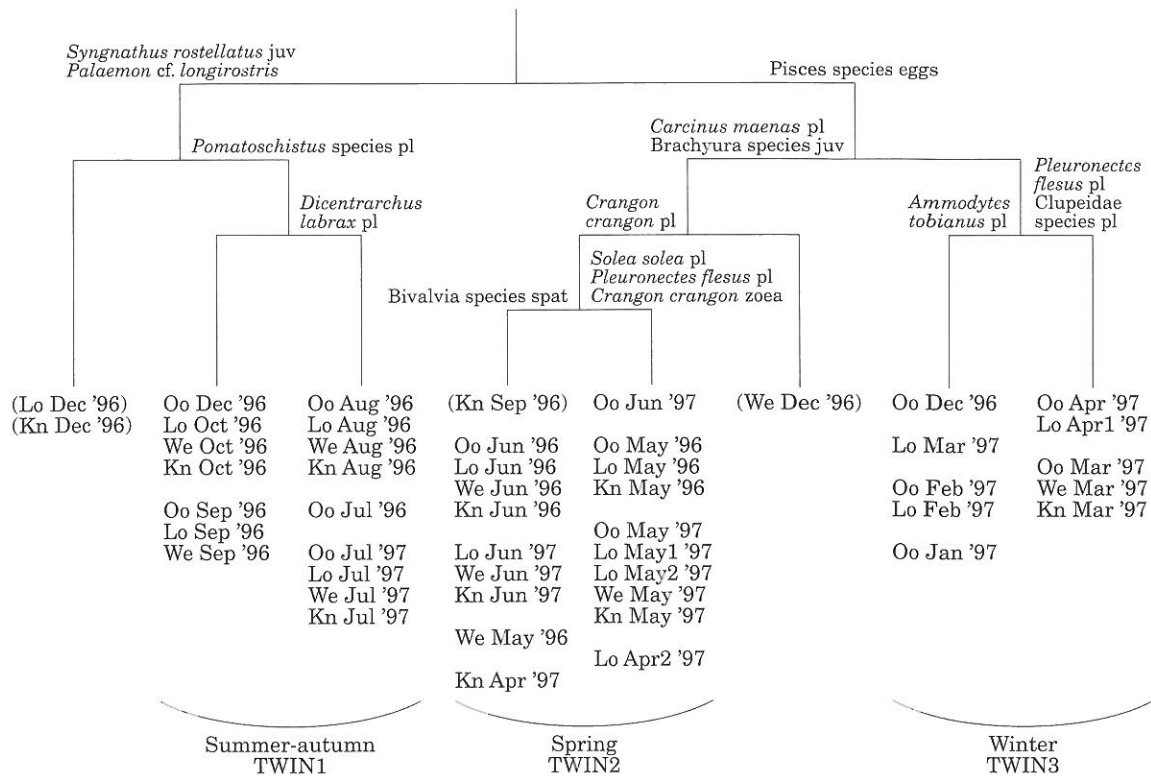 Syngnathus rostellatus juv
Palaemon cf. longirostris
Pisces species eggs
Pomatoschistus species pl
Carcinus maenas pl
Brachyura species juv
Dicentrarchus
labrax pl
Crangon
crangon pl
Ammodytes
tobianus pl
Pleuronectes
flesus pl
Clupeidae
species pl
Bivalvia species spat
Solea solea pl
Pleuronectes flesus pl
Crangon crangon zoea
(Lo Dec '96)
(Kn Dec '96)
Oo Dec '96
Lo Oct '96
We Oct '96
Kn Oct '96
Oo Sep '96
Lo Sep '96
We Sep '96
Oo Aug '96
Lo Aug '96
We Aug '96
Kn Aug '96
Oo Jul '96
Oo Jul '97
Lo Jul '97
We Jul '97
Kn Jul '97
(Kn Sep '96)
Oo Jun '96
Lo Jun '96
We Jun '96
Kn Jun '96
Lo Jun '97
We Jun '97
Kn Jun '97
We May '96
Kn Apr '97
Oo Jun '97
Oo May '96
Lo May '96
Kn May '96
Oo May '97
Lo May1 '97
Lo May2 '97
We May '97
Kn May '97
Lo Apr2 '97
(We Dec '96)
Oo Dec '96
Lo Mar '97
Oo Feb '97
Lo Feb '97
Oo Jan '97
Oo Apr '97
Lo Apr1 '97
Oo Mar '97
We Mar '97
Kn Mar '97
Summer-autumn
TWIN1
Spring
TWIN2
Winter
TWIN3